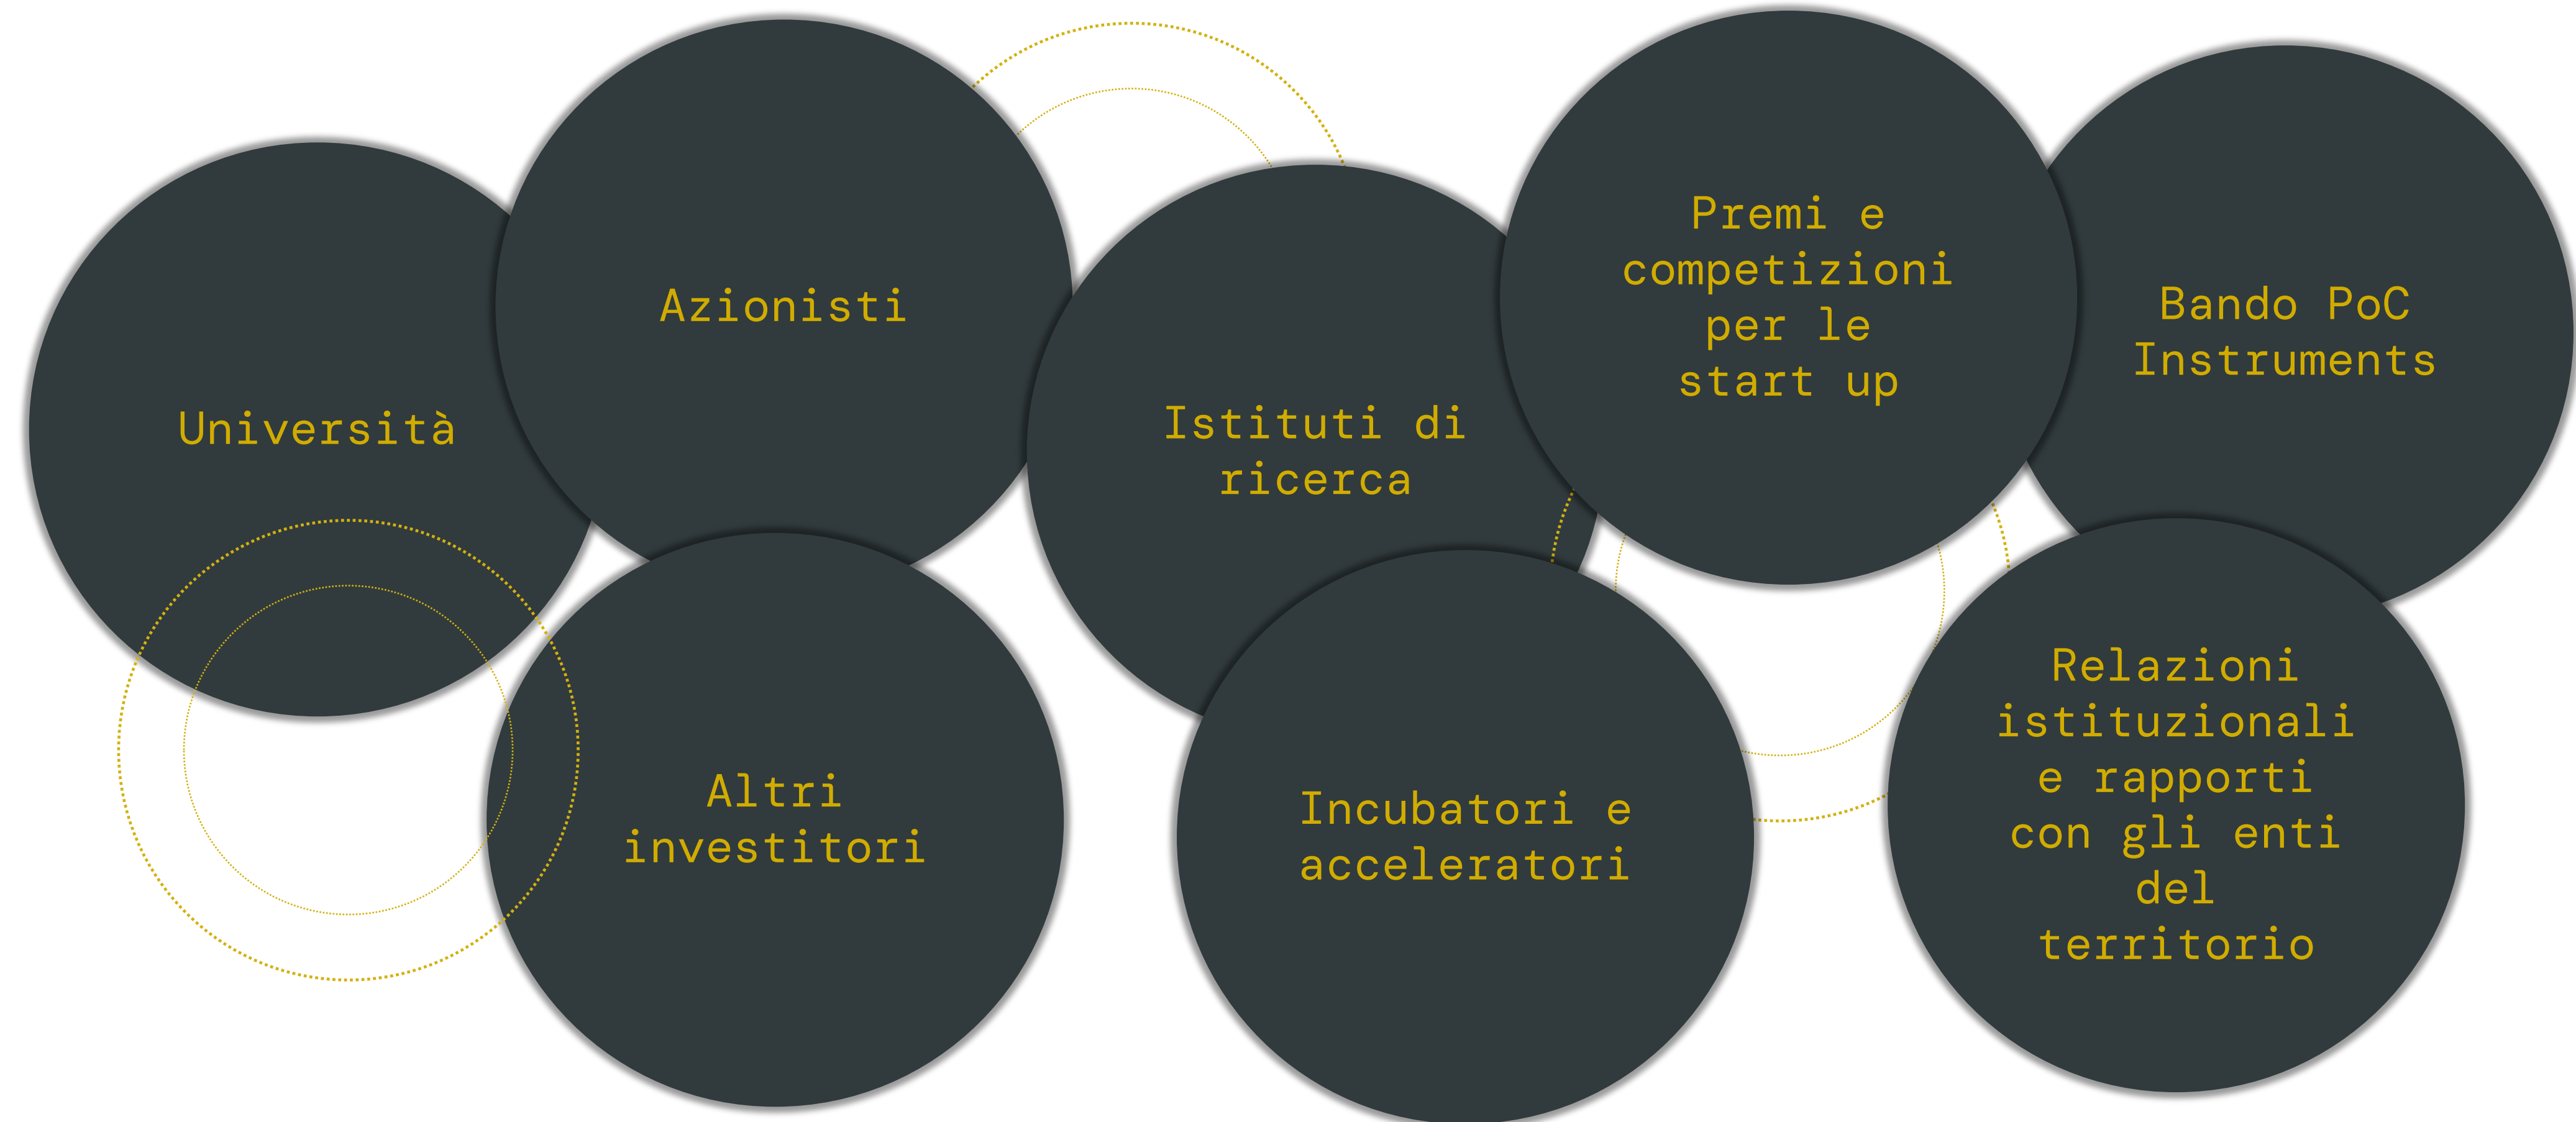 Università
Azionisti
Istituti di
ricerca
Premi e
competizioni
per le
start up
Bando PoC
Instruments
Altri
investitori
Incubatori e
acceleratori
Relazioni
istituzionali
e rapporti
con gli enti
del
territorio